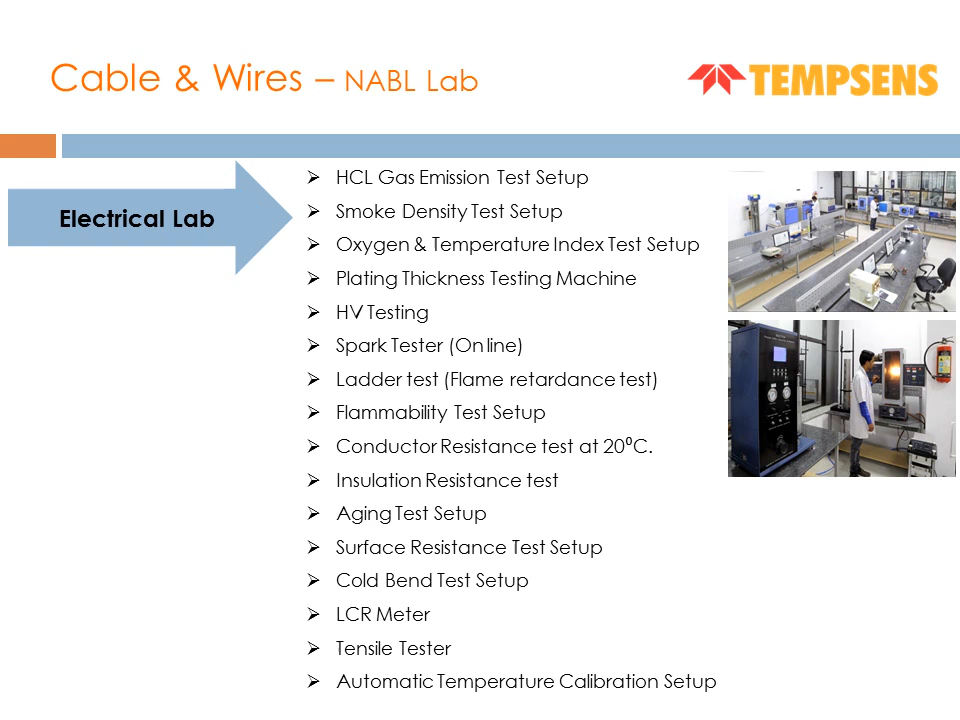 Cable & Wires – NABL Lab
TEMPSENS
Electrical Lab
HCL Gas Emission Test Setup
Smoke Density Test Setup
Oxygen & Temperature Index Test Setup
Plating Thickness Testing Machine
HV Testing
Spark Tester (On line)
Ladder test (Flame retardance test)
Flammability Test Setup
Conductor Resistance test at 20⁰C.
Insulation Resistance test
Aging Test Setup
Surface Resistance Test Setup
Cold Bend Test Setup
LCR Meter
Tensile Tester
Automatic Temperature Calibration Setup